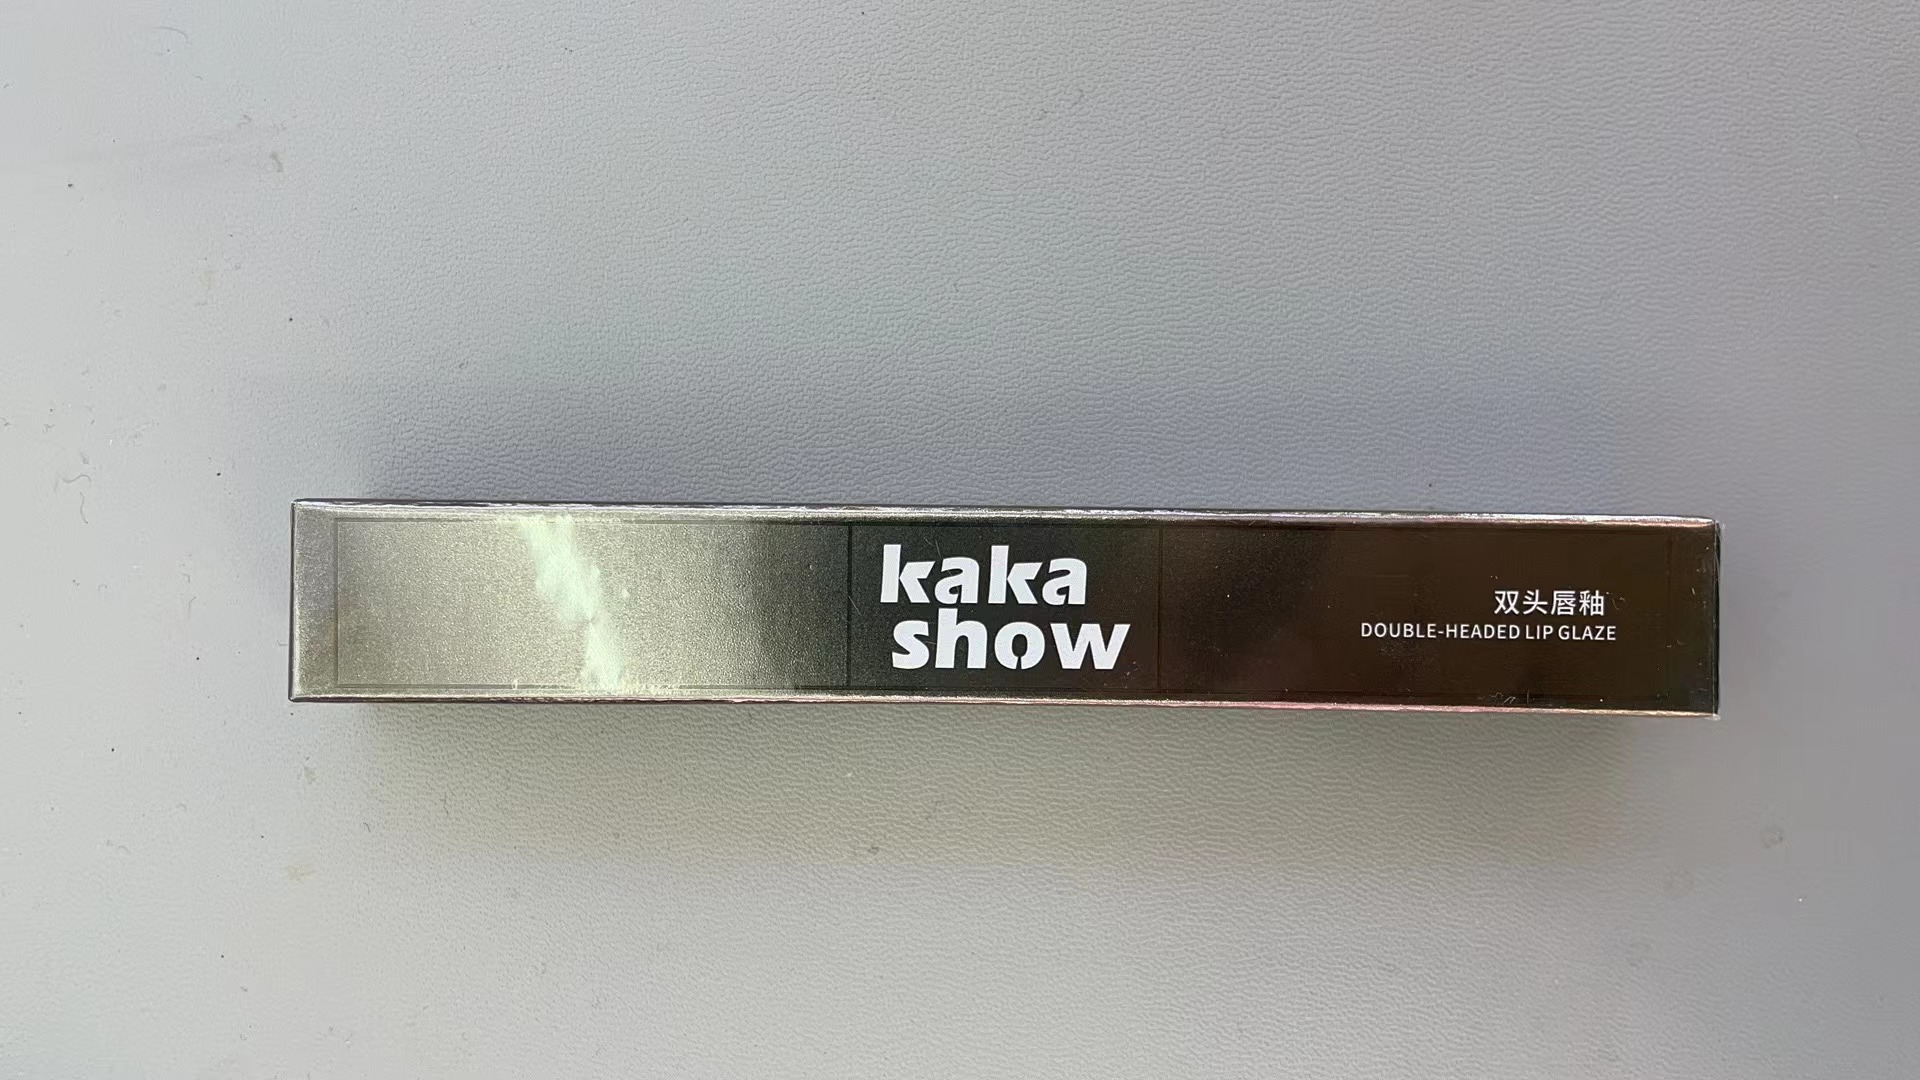 kaka
show
双头唇釉
DOUBLE-HEADED LIP GLAZE